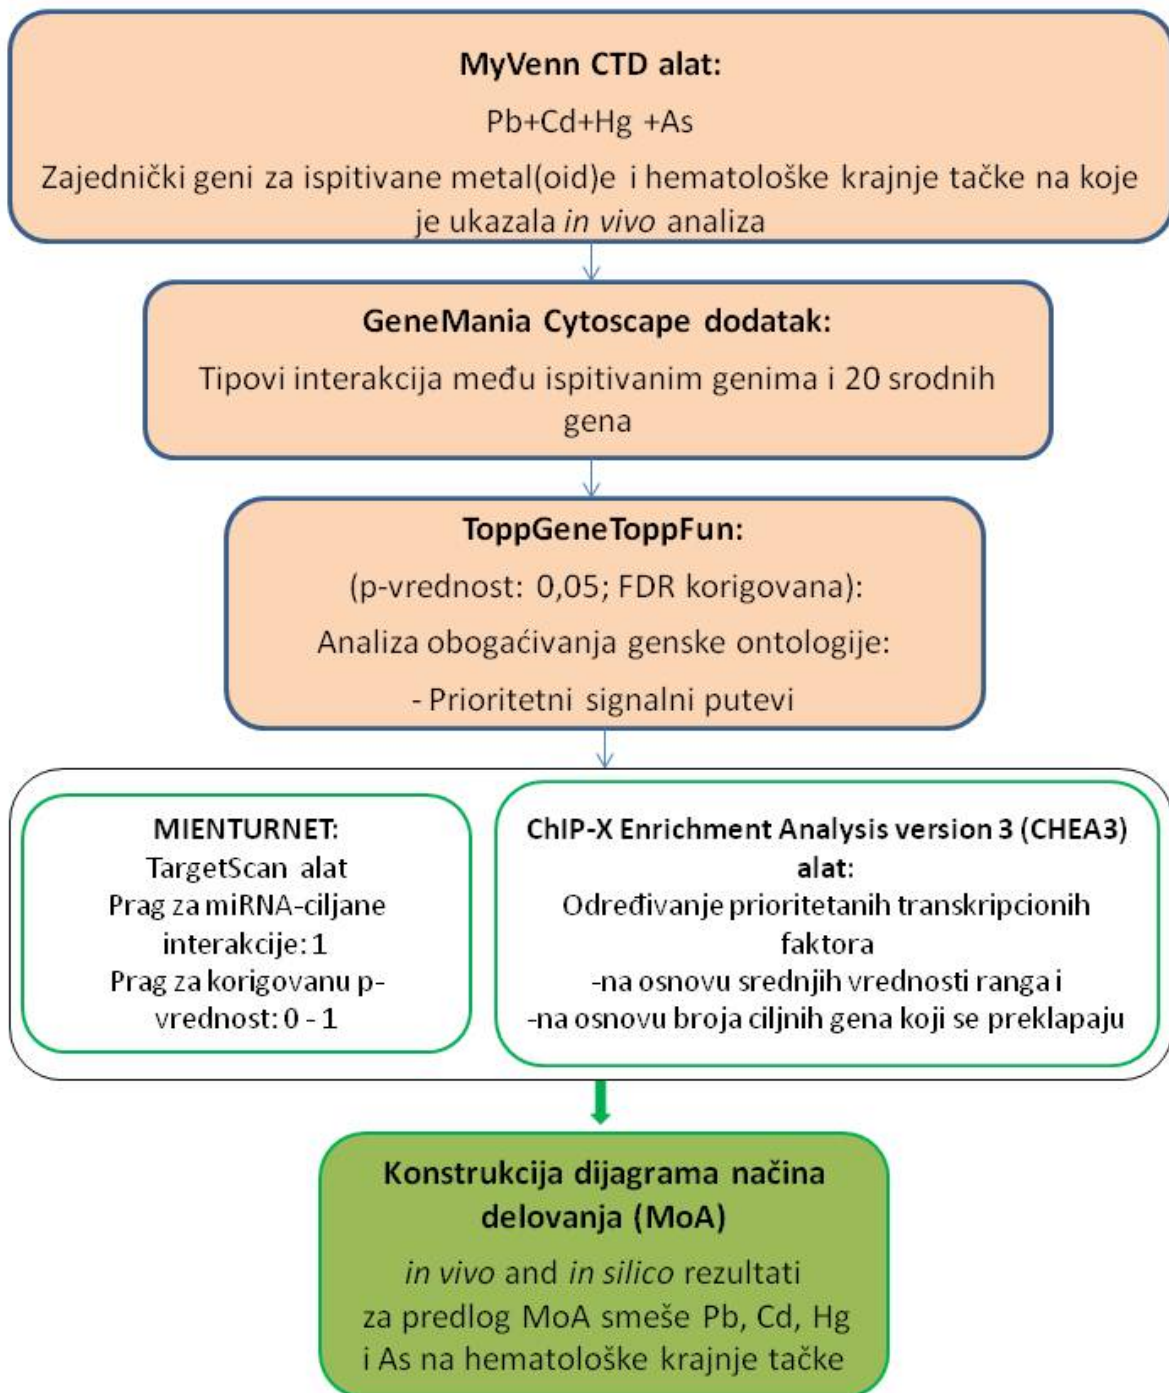 MyVenn CTD alat:
Pb+Cd+Hg +As
Zajednički geni za ispitivane metal(oid)e i hematološke krajnje tačke na koje
je ukazala in vivo analiza
GeneMania Cytoscape dodatak:
Tipovi interakcija među ispitivanim genima i 20 srodnih
gena
ToppGeneToppFun:
(p-vrednost: 0,05; FDR korigovana):
Analiza obogaćivanja genske ontologije:
- Prioritetni signalni putevi
MIENTURNET:
TargetScan alat
Prag za miRNA-ciljane
interakcije: 1
Prag za korigovanu p-
vrednost: 0 - 1
ChIP-X Enrichment Analysis version 3 (CHEA3)
alat:
Određivanje prioritetanih transkripcionih
faktora
-na osnovu srednjih vrednosti ranga i
-na osnovu broja ciljnih gena koji se preklapaju
Konstrukcija dijagrama načina
delovanja (MoA)
in vivo and in silico rezultati
za predlog MoA smeše Pb, Cd, Hg
i As na hematološke krajnje tačke